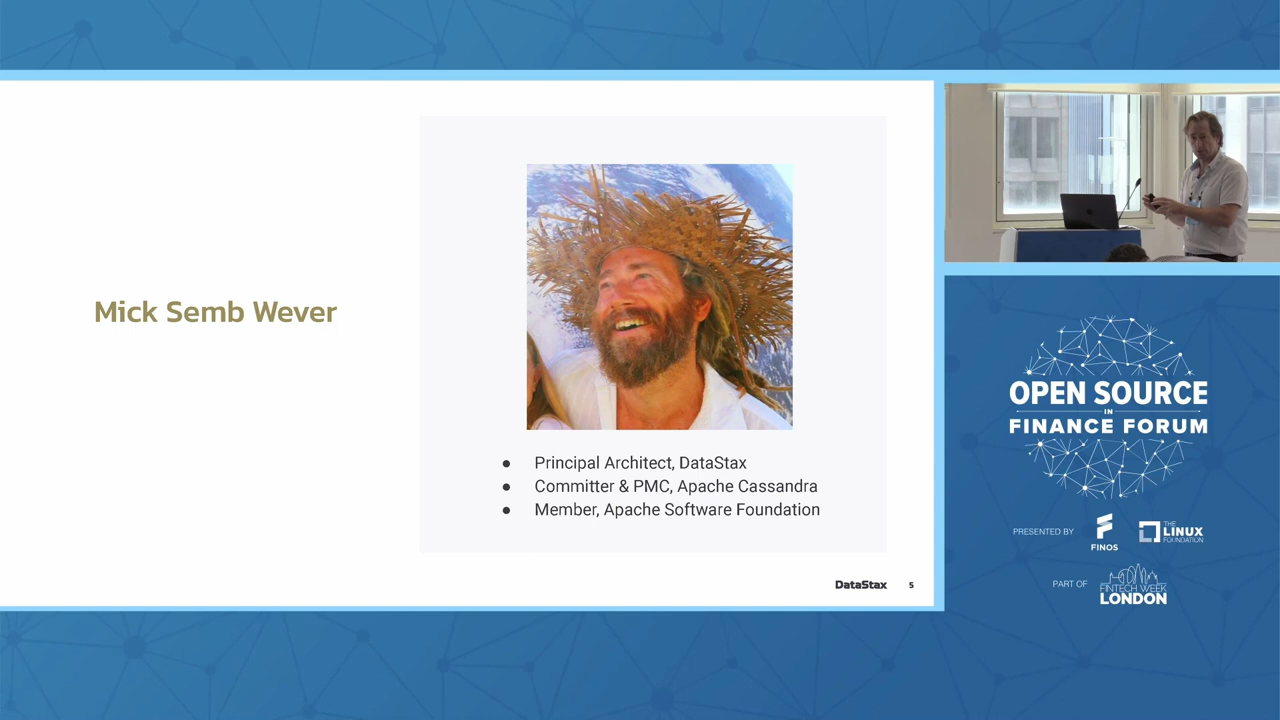 Mick Semb Wever
● Principal Architect, DataStax
● Committer & PMC, Apache Cassandra
● Member, Apache Software Foundation
DataStax 5
OPEN SOURCE
IN
FINANCE FORUM
PRESENTED BY
FINOS
THE
LINUX
FOUNDATION
PART OF
FINTECH WEEK
LONDON